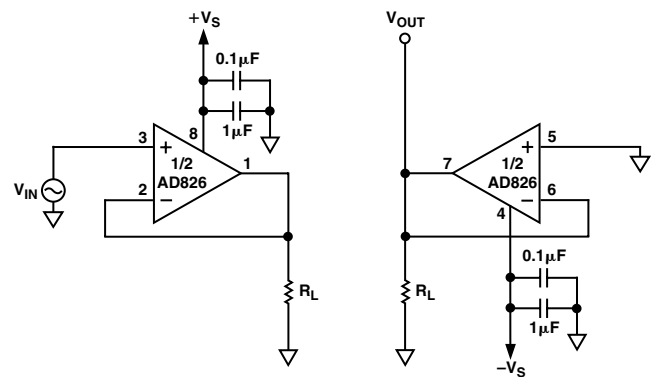 +VS
0.1μF
1μF
8
3
+
1/2
AD826
1
2
−
VIN
RL
VOUT
7
1/2
AD826
+
5
−
6
4
0.1μF
1μF
RL
−VS